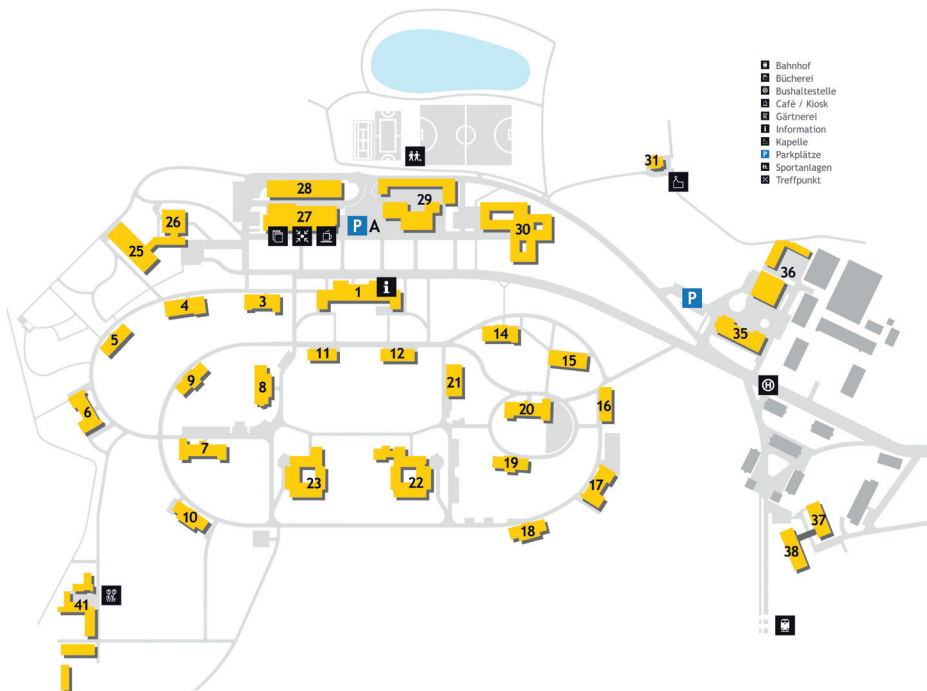 Bahnhof
Bücherei
Bushaltestelle
Café / Kiosk
Gärtnerei
i Information
Kapelle
P Parkplätze
Sportanlagen
Treffpunkt
31
28
29
27
P A
26
25
30
36
1
i
3
4
P
35
5
11
12
14
15
9
8
21
H
6
20
16
7
19
23
22
17
10
18
37
38
41